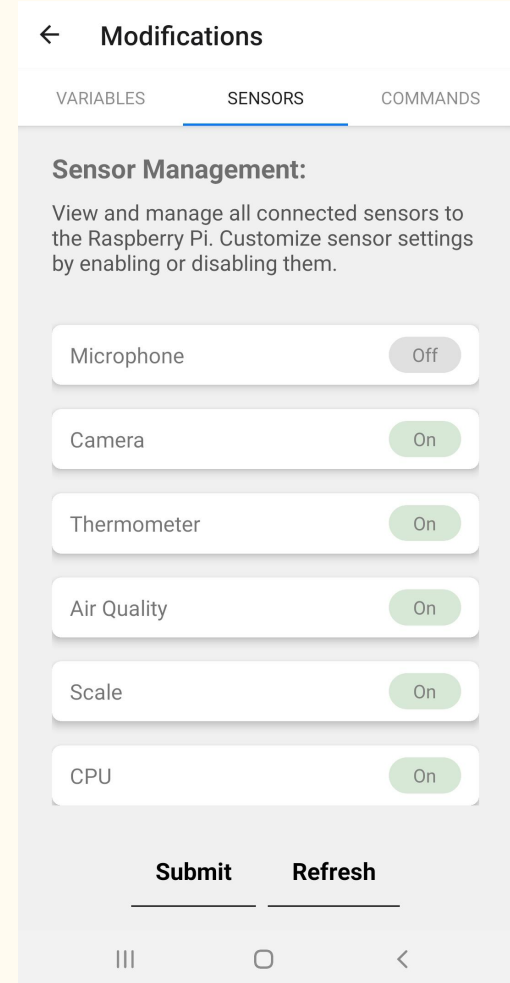 Modifications
VARIABLES SENSORS COMMANDS
Sensor Management:
View and manage all connected sensors to
the Raspberry Pi. Customize sensor settings
by enabling or disabling them.
Microphone Off
Camera On
Thermometer On
Air Quality On
Scale On
CPU On
Submit Refresh